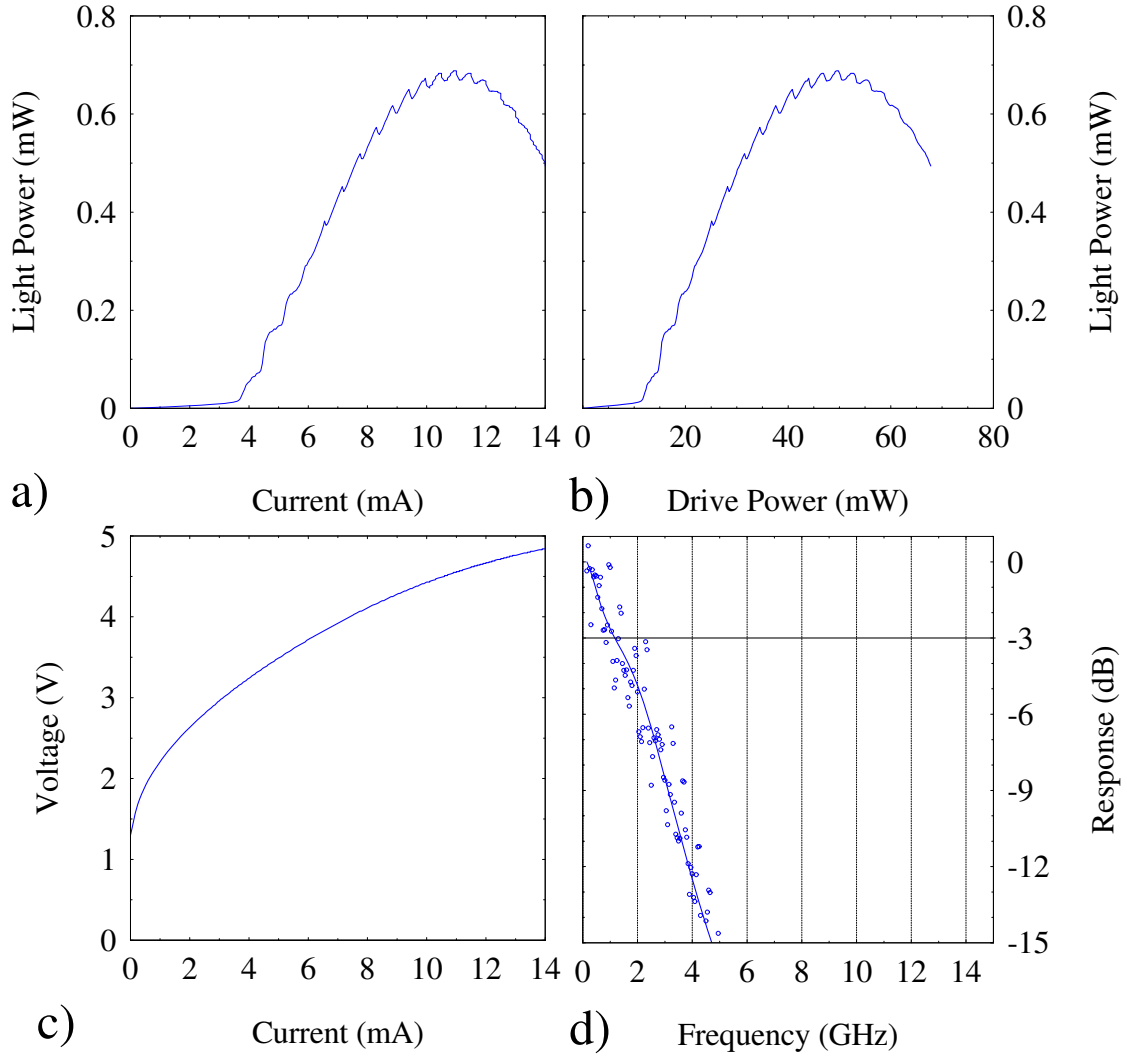 0.8
0.6
0.4
0.2
0
Light Power (mW)
0 2 4 6 8 10 12 14
a)
Current (mA)
0.8
0.6
0.4
0.2
0
Light Power (mW)
0 20 40 60 80
b)
Drive Power (mW)
5
4
3
2
1
0
Voltage (V)
0 2 4 6 8 10 12 14
c)
Current (mA)
0
-3
-6
-9
-12
-15
Response (dB)
0 2 4 6 8 10 12 14
d)
Frequency (GHz)